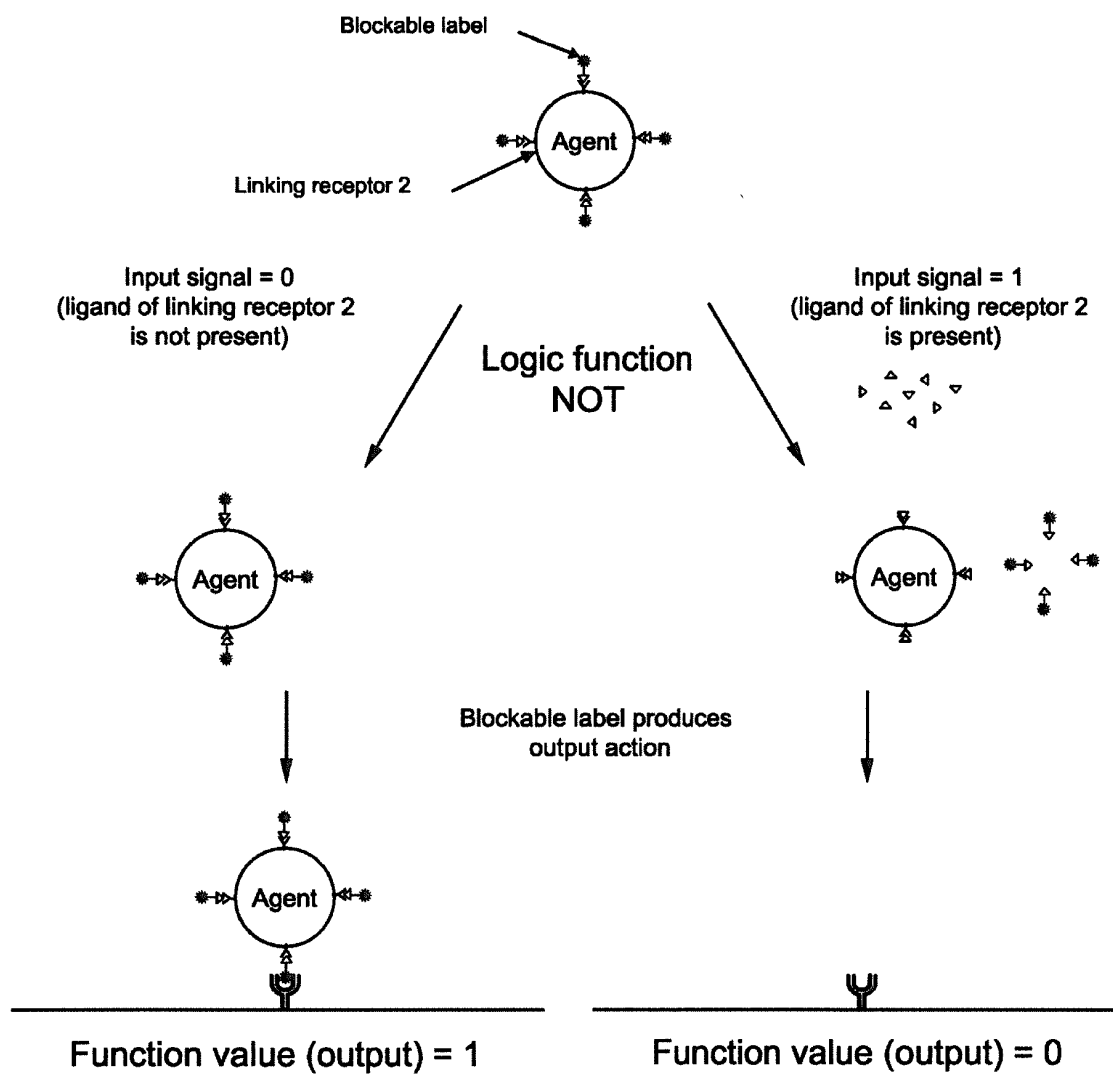 Blockable label
Agent
Linking receptor 2
Input signal = 0
(ligand of linking receptor 2
is not present)
Input signal = 1
(ligand of linking receptor 2
is present)
Logic function
NOT
Agent
Agent
Blockable label produces
output action
Agent
Function value (output) = 1
Function value (output) = 0